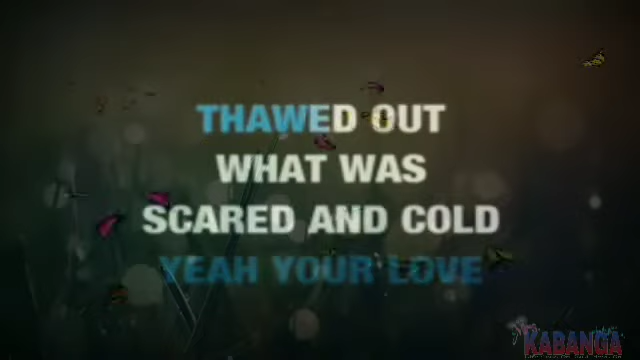 THAWED OUT
WHAT WAS
SCARED AND COLD
YEAH YOUR LOVE
KABANGA